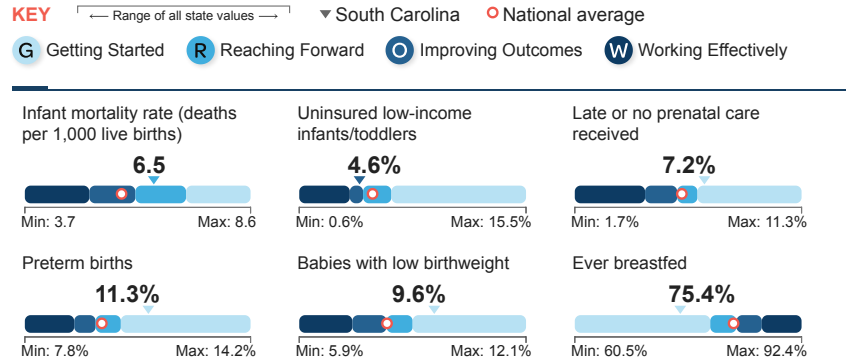 KEY
Range of all state values
South Carolina
National average
G Getting Started
R Reaching Forward
O Improving Outcomes
W Working Effectively
Infant mortality rate (deaths
per 1,000 live births)
6.5
Min: 3.7
Max: 8.6
Uninsured low-income
infants/toddlers
4.6%
Min: 0.6%
Max: 15.5%
Late or no prenatal care
received
7.2%
Min: 1.7%
Max: 11.3%
Preterm births
11.3%
Min: 7.8%
Max: 14.2%
Babies with low birthweight
9.6%
Min: 5.9%
Max: 12.1%
Ever breastfed
75.4%
Min: 60.5%
Max: 92.4%